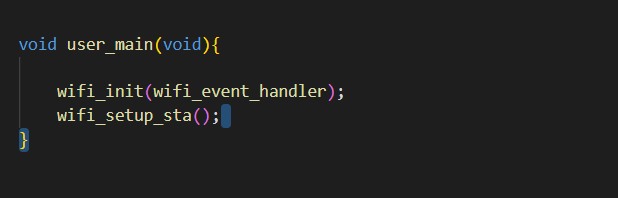 void user_main(void){
wifi_init(wifi_event_handler);
wifi_setup_sta();
}